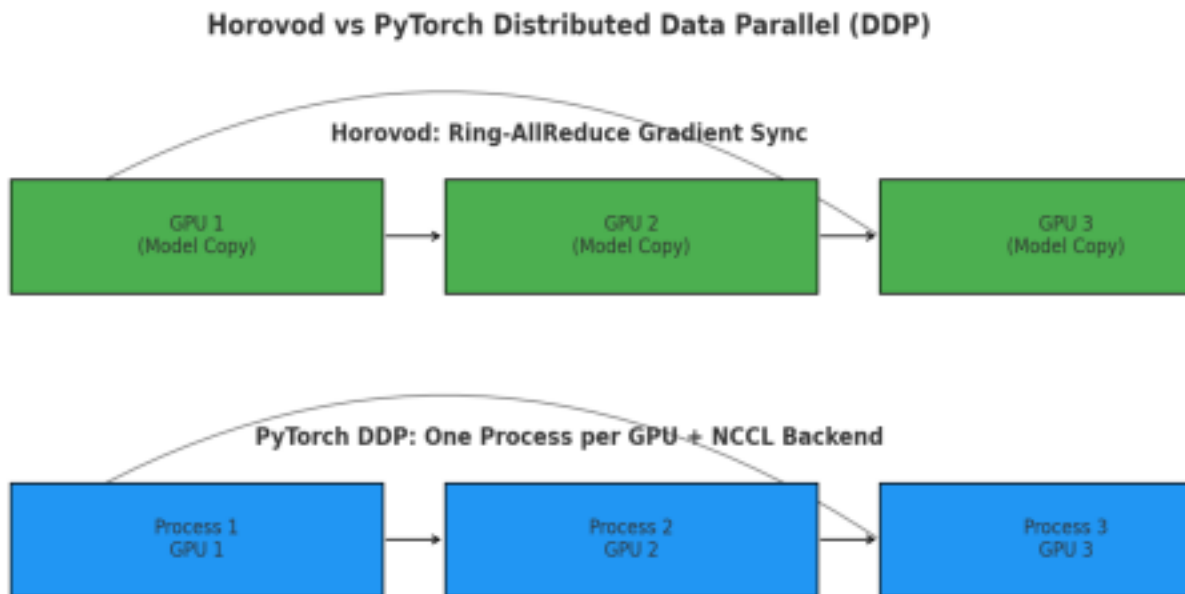 Horovod vs PyTorch Distributed Data Parallel (DDP)
Horovod: Ring-AllReduce Gradient Sync
GPU 1
(Model Copy)
GPU 2
(Model Copy)
GPU 3
(Model Copy)
PyTorch DDP: One Process per GPU + NCCL Backend
Process 1
GPU 1
Process 2
GPU 2
Process 3
GPU 3